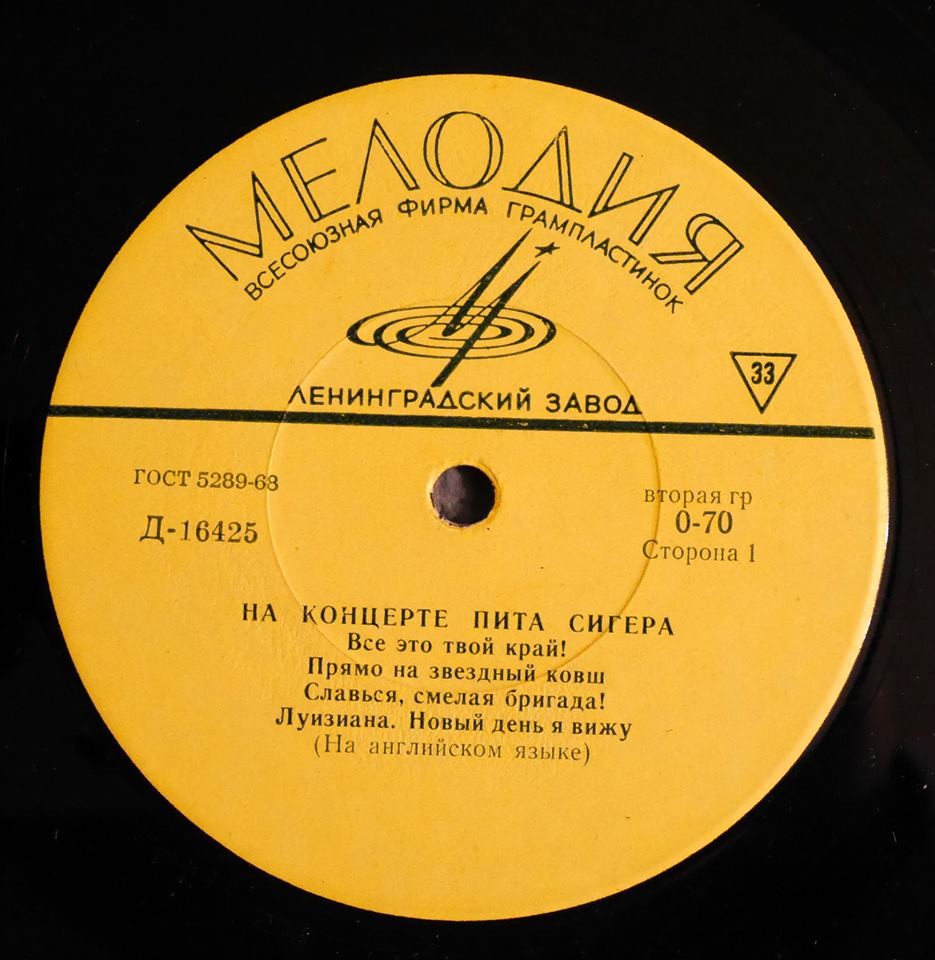 МЕЛОДИЯ
ВСЕСОЮЗНАЯ ФИРМА ГРАМПЛАСТИНОК
ЛЕНИНГРАДСКИЙ ЗАВОД
33
ГОСТ 5289-68
Д-16425
вторая гр
0-70
Сторона 1
НА КОНЦЕРТЕ ПИТА СИГЕРА
Все это твой край!
Прямо на звездный ковш
Славься, смелая бригада!
Луизиана. Новый день я вижу
(На английском языке)